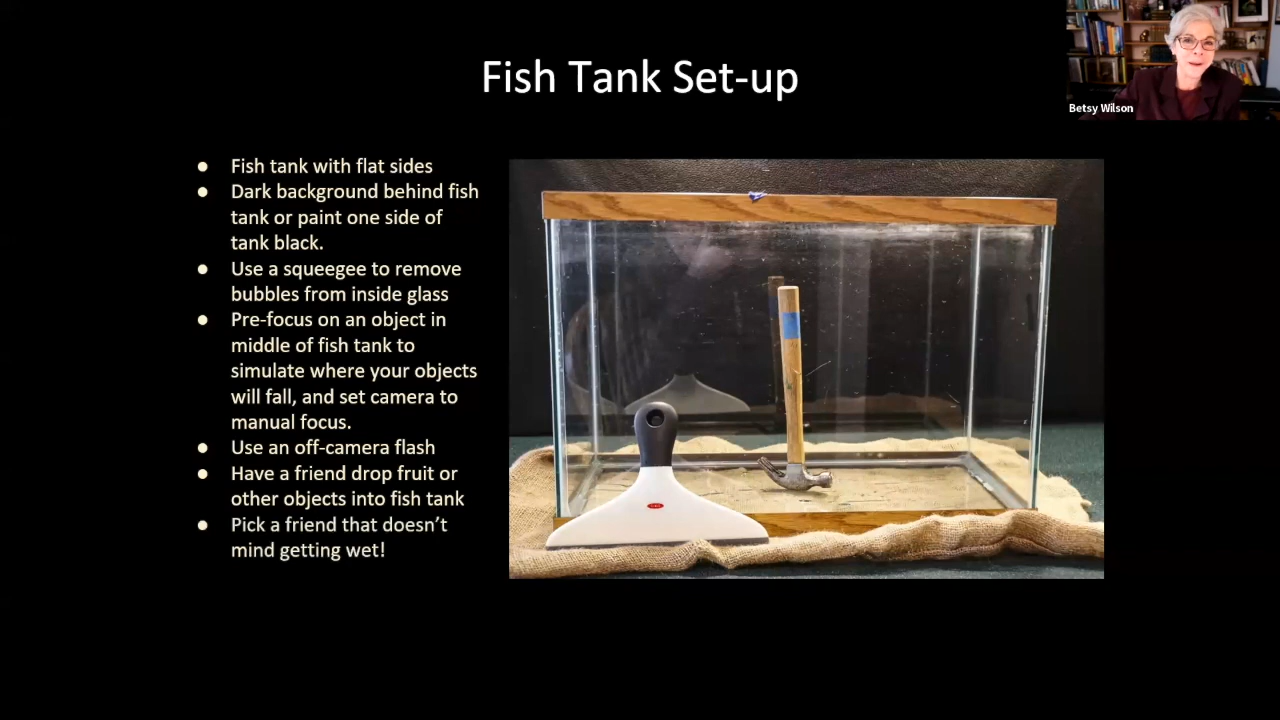 Fish Tank Set-up
Betsy Wilson
● Fish tank with flat sides
● Dark background behind fish
tank or paint one side of
tank black.
● Use a squeegee to remove
bubbles from inside glass
● Pre-focus on an object in
middle of fish tank to
simulate where your objects
will fall, and set camera to
manual focus.
● Use an off-camera flash
● Have a friend drop fruit or
other objects into fish tank
● Pick a friend that doesn’t
mind getting wet!